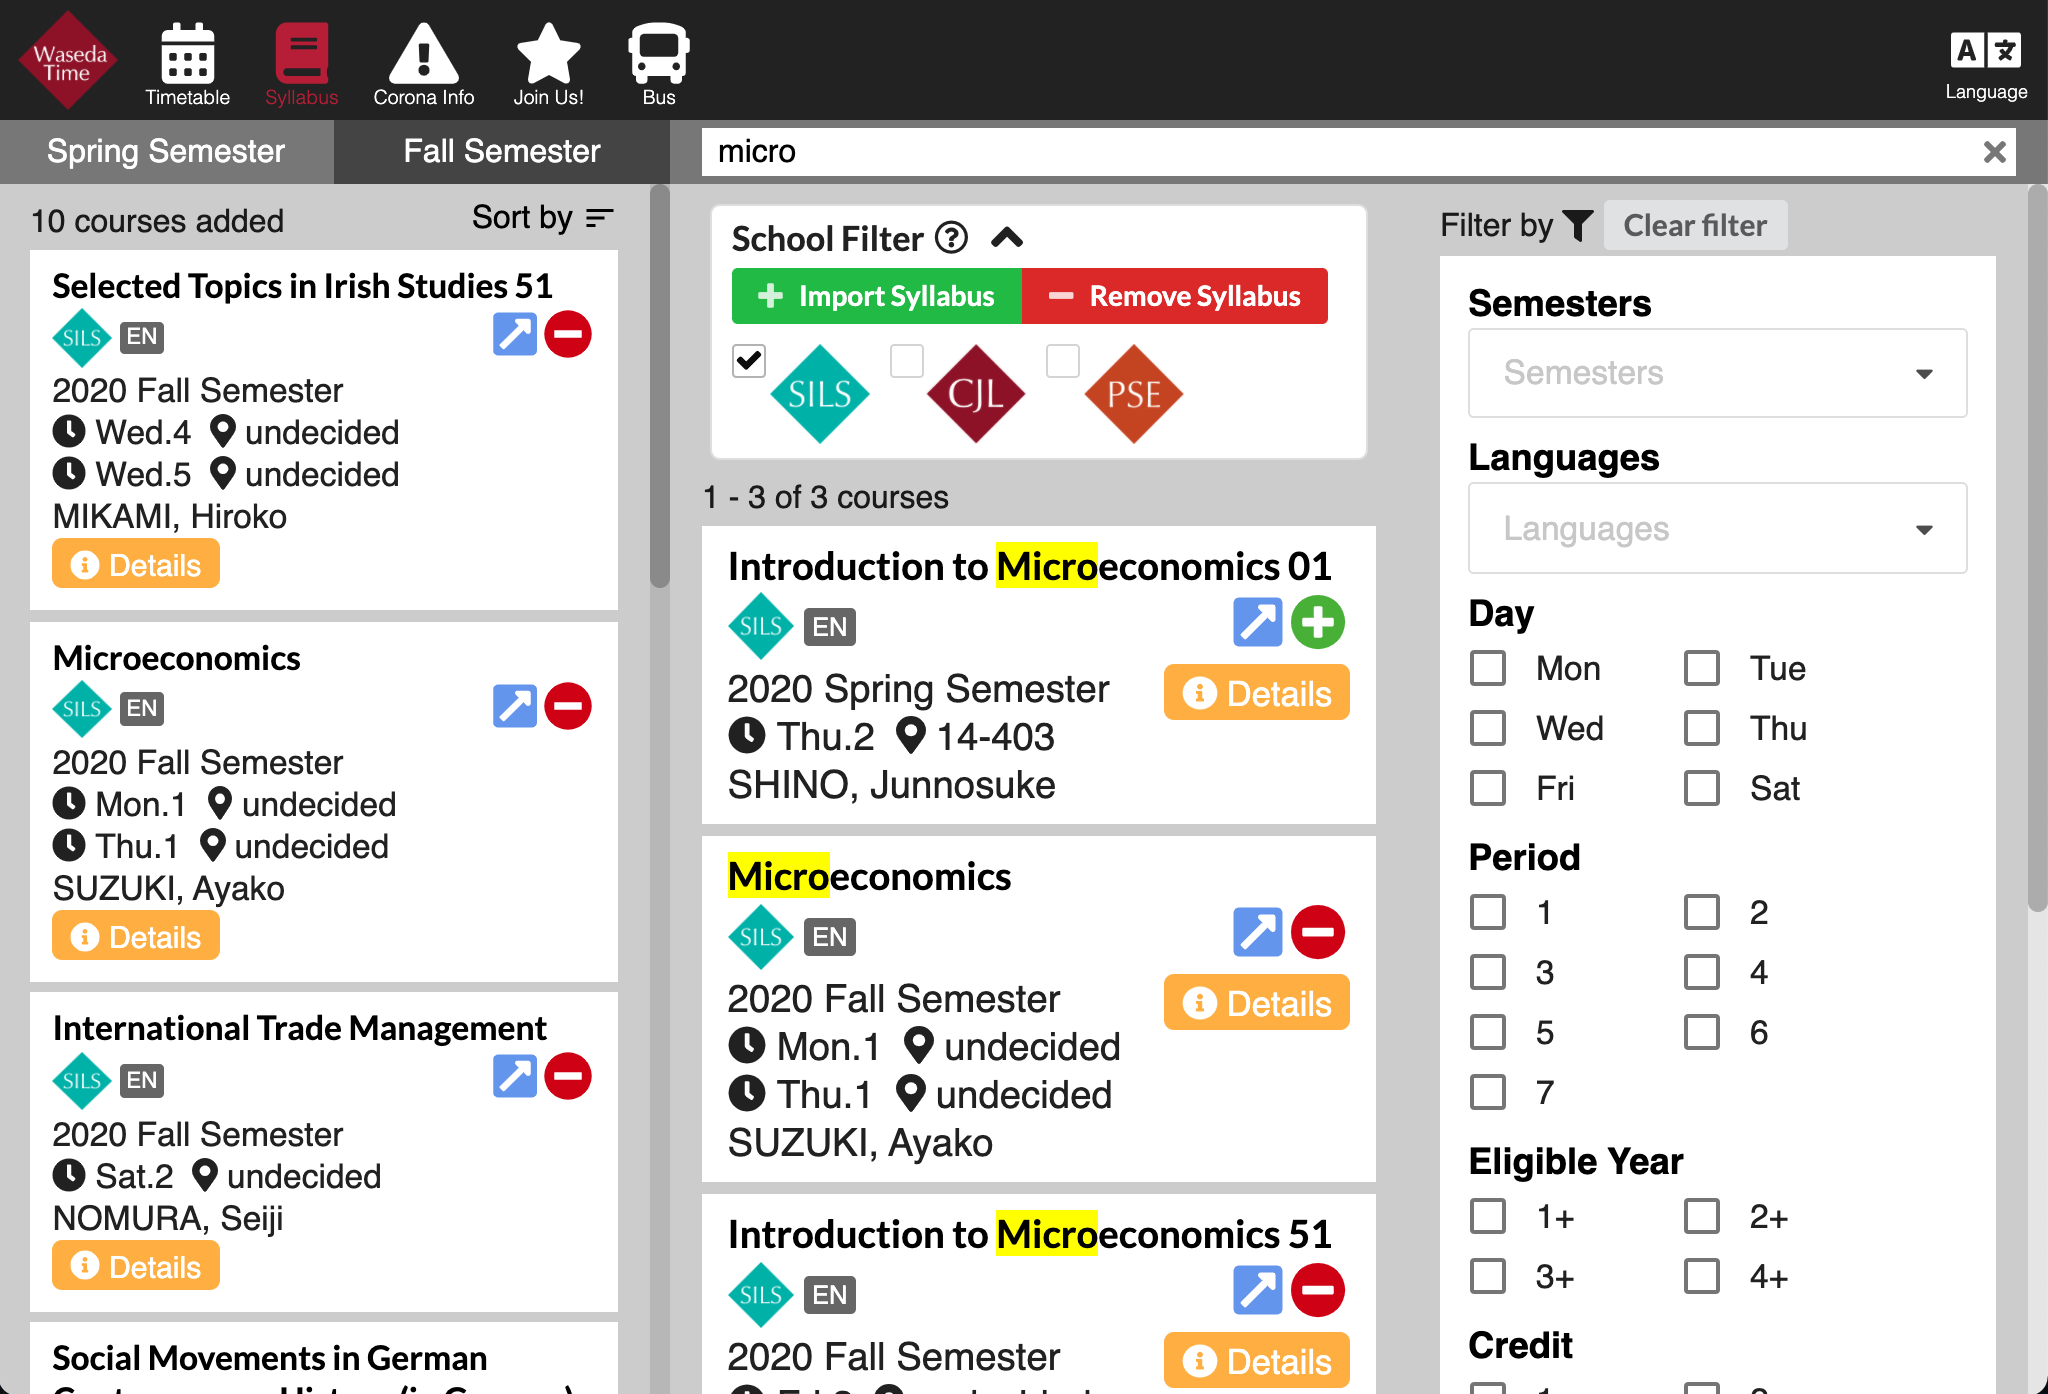 Waseda
Time
Timetable
Syllabus
Corona Info
Join Us!
Bus
A
Language
Spring Semester
Fall Semester
micro
10 courses added
Sort by
Selected Topics in Irish Studies 51
SILS EN
2020 Fall Semester
Wed.4 undecided
Wed.5 undecided
MIKAMI, Hiroko
Details
Microeconomics
SILS EN
2020 Fall Semester
Mon.1 undecided
Thu.1 undecided
SUZUKI, Ayako
Details
International Trade Management
SILS EN
2020 Fall Semester
Sat.2 undecided
NOMURA, Seiji
Details
Social Movements in German
School Filter
Import Syllabus
Remove Syllabus
SILS
CJL
PSE
1 - 3 of 3 courses
Introduction to Microeconomics 01
SILS EN
2020 Spring Semester
Details
Thu.2 14-403
SHINO, Junnosuke
Microeconomics
SILS EN
2020 Fall Semester
Details
Mon.1 undecided
Thu.1 undecided
SUZUKI, Ayako
Introduction to Microeconomics 51
SILS EN
2020 Fall Semester
Details
Filter by
Clear filter
Semesters
Semesters
Languages
Languages
Day
Mon Tue
Wed Thu
Fri Sat
Period
1 2
3 4
5 6
7
Eligible Year
1+ 2+
3+ 4+
Credit